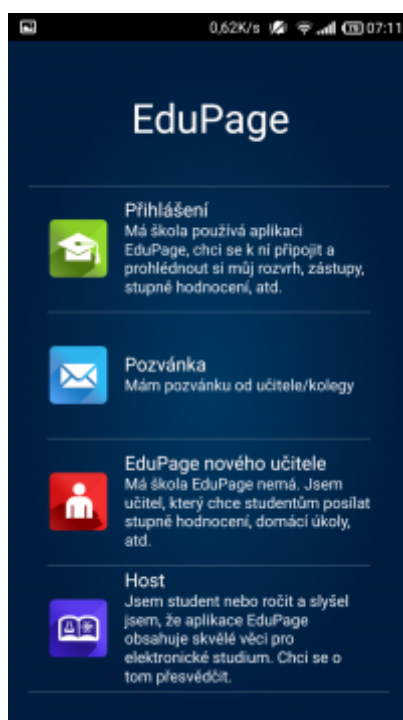 0,62K/s 75 07:11
EduPage
Přihlášení
Má škola používá aplikaci
EduPage, chci se k ní připojit a
prohlédnout si můj rozvrh, zástupy,
stupně hodnocení, atd.
Pozvánka
Mám pozvánku od učitele/kolegy
EduPage nového učitele
Má škola EduPage nemá. Jsem
učitel, který chce studentům posílat
stupně hodnocení, domácí úkoly,
atd.
Host
Jsem student nebo ročit a slyšel
jsem, že aplikace EduPage
obsahuje skvělé věci pro
elektronické studium. Chci se o
tom přesvědčit.